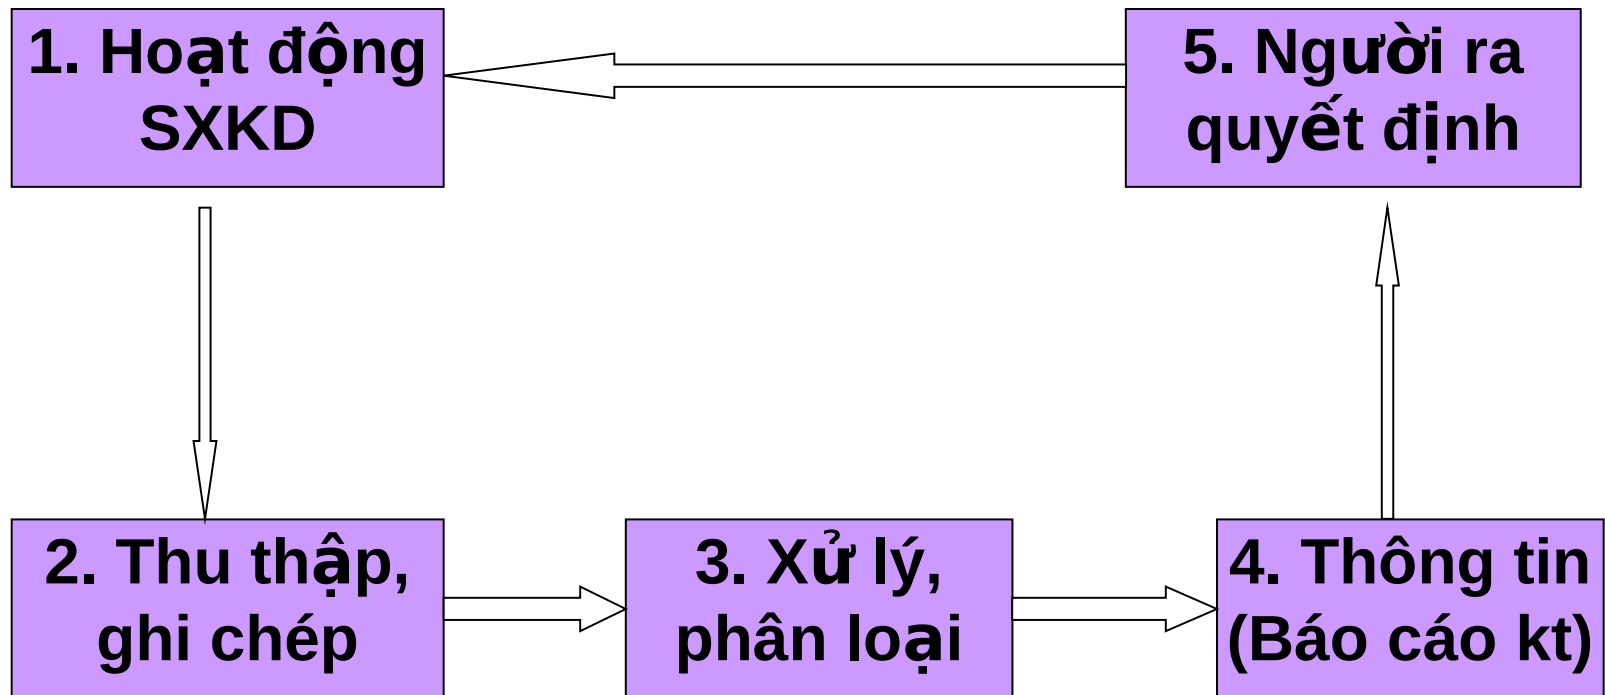 1. Hoạt động
SXKD
5. Người ra
quyết định
2. Thu thập,
ghi chép
3. Xử lý,
phân loại
4. Thông tin
(Báo cáo kt)